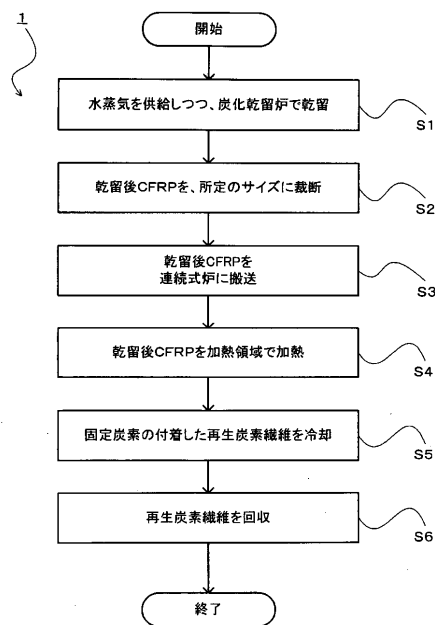 1
開始
水蒸気を供給しつつ、炭化乾留炉で乾留
S1
乾留後CFRPを、所定のサイズに裁断
S2
乾留後CFRPを
連続式炉に搬送
S3
乾留後CFRPを加熱領域で加熱
S4
固定炭素の付着した再生炭素繊維を冷却
S5
再生炭素繊維を回収
S6
終了